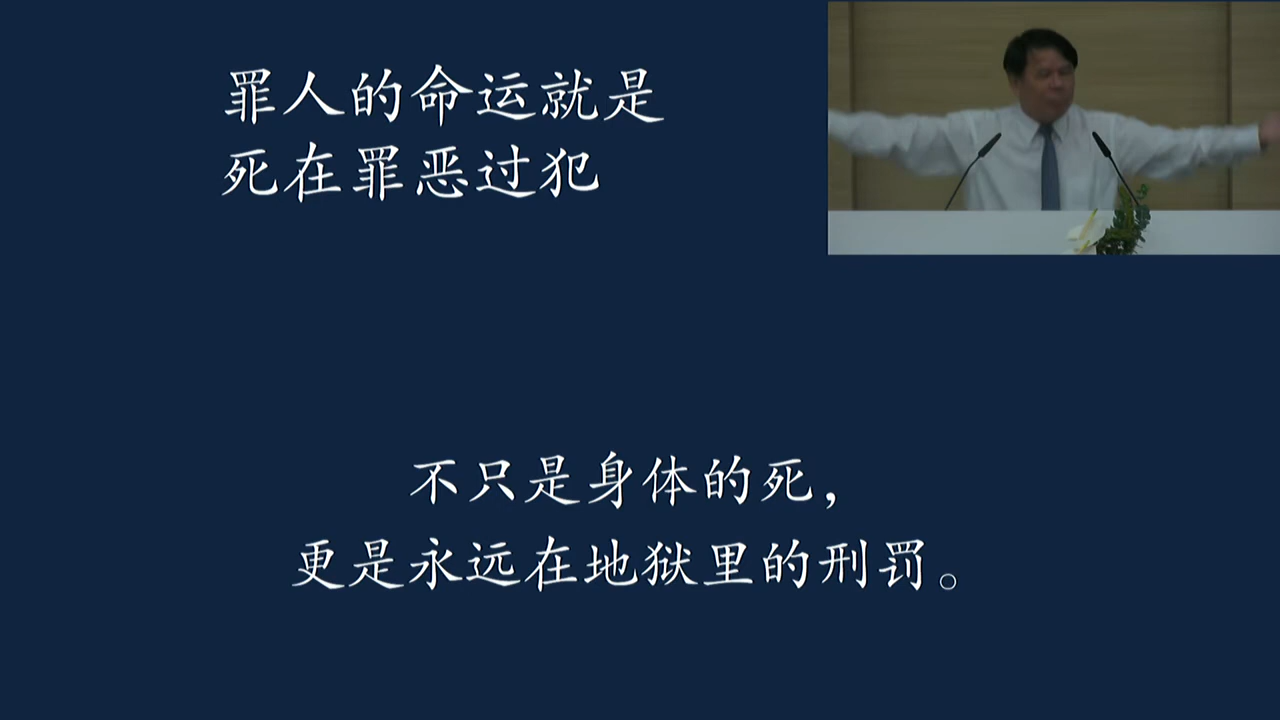 罪人的命运就是
死在罪恶过犯
不只是身体的死，
更是永远在地狱里的刑罚。